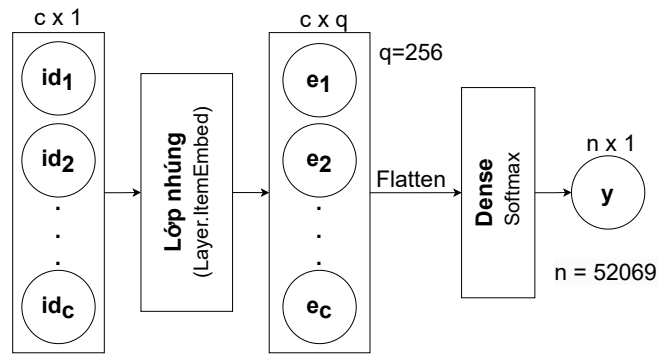 c x 1
id1
id2
.
.
.
idc
Lớp nhúng
(Layer.ItemEmbed)
c x q
q=256
e1
e2
.
.
.
ec
Flatten
Dense
Softmax
n x 1
y
n = 52069